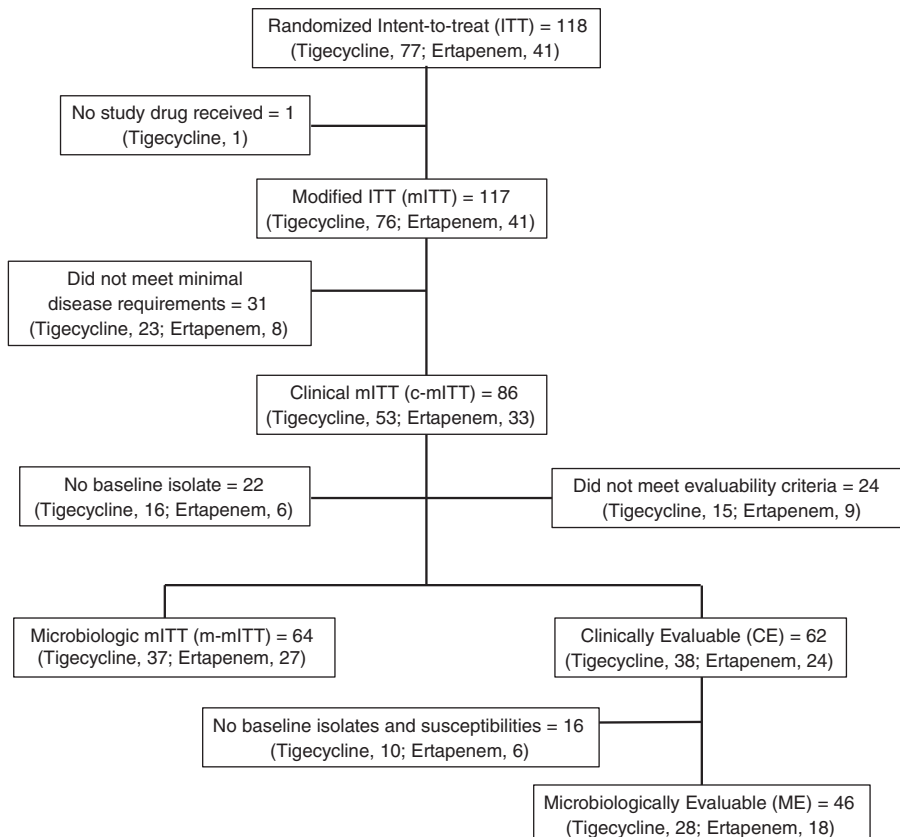 Randomized Intent-to-treat (ITT) = 118
(Tigecycline, 77; Ertapenem, 41)
No study drug received = 1
(Tigecycline, 1)
Modified ITT (mITT) = 117
(Tigecycline, 76; Ertapenem, 41)
Did not meet minimal
disease requirements = 31
(Tigecycline, 23; Ertapenem, 8)
Clinical mITT (c-mITT) = 86
(Tigecycline, 53; Ertapenem, 33)
No baseline isolate = 22
(Tigecycline, 16; Ertapenem, 6)
Did not meet evaluability criteria = 24
(Tigecycline, 15; Ertapenem, 9)
Microbiologic mITT (m-mITT) = 64
(Tigecycline, 37; Ertapenem, 27)
Clinically Evaluable (CE) = 62
(Tigecycline, 38; Ertapenem, 24)
No baseline isolates and susceptibilities = 16
(Tigecycline, 10; Ertapenem, 6)
Microbiologically Evaluable (ME) = 46
(Tigecycline, 28; Ertapenem, 18)